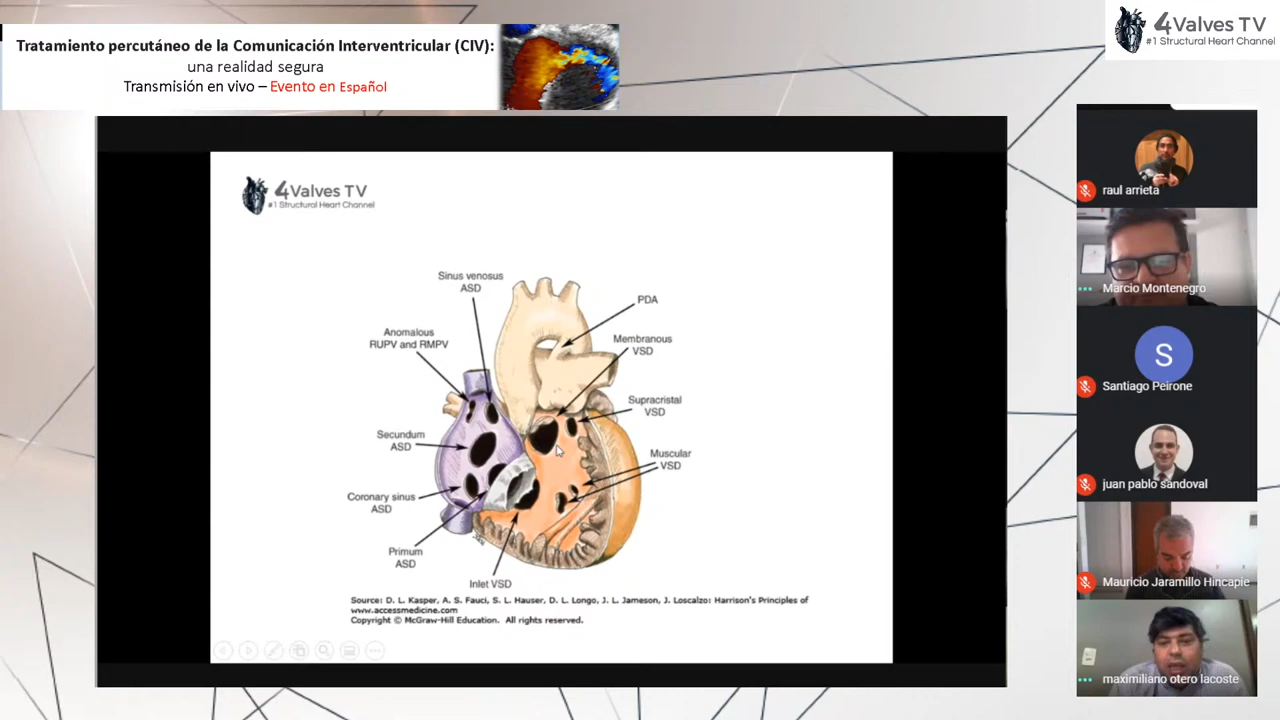 Tratamiento percutáneo de la Comunicación Interventricular (CIV):
una realidad segura
Transmisión en vivo – Evento en Español
4Valves TV
#1 Structural Heart Channel
4Valves TV
#1 Structural Heart Channel
Sinus venosus
ASD
PDA
Anomalous
RUPV and RMPV
Membranous
VSD
Supracristal
VSD
Secundum
ASD
Muscular
VSD
Coronary sinus
ASD
Primum
ASD
Inlet VSD
Source: D. L. Kasper, A. S. Fauci, S. L. Hauser, D. L. Longo, J. L. Jameson, J. Loscalzo: Harrison's Principles of
www.accessmedicine.com
Copyright © McGraw-Hill Education. All rights reserved.
raul arrieta
Marcio Montenegro
S
Santiago Peirone
juan pablo sandoval
Mauricio Jaramillo Hincapie
maximiliano otero lacoste